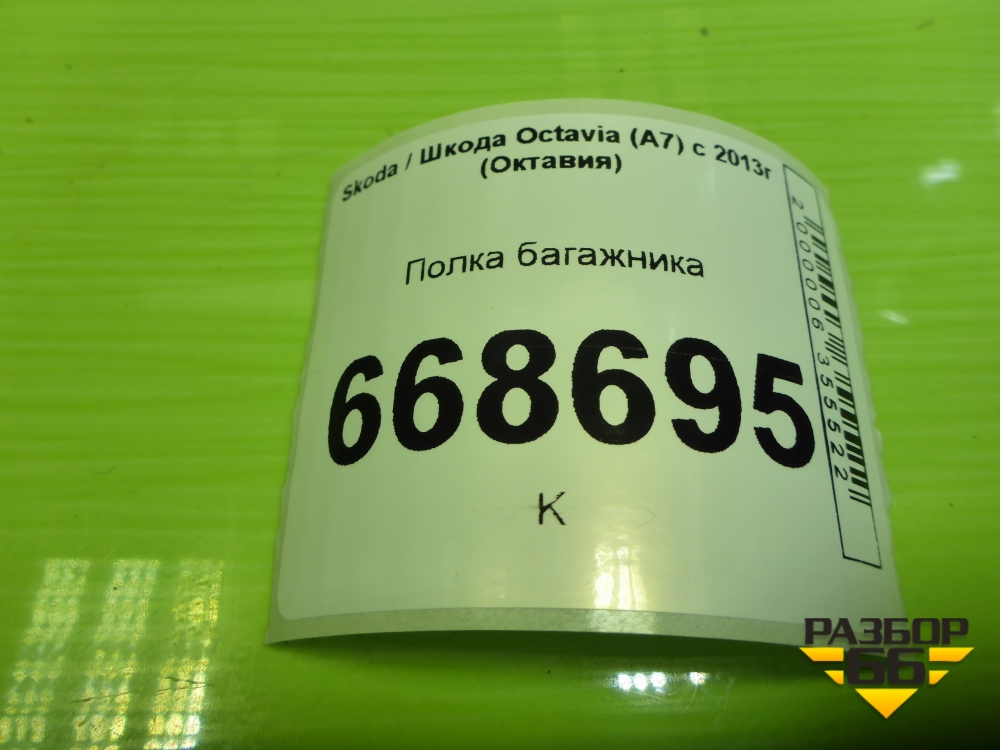 Skoda / Шкода Octavia (A7) с 2013г
(Октавия)
Полка багажника
668695
К
2000006355522
РАЗБОР
66